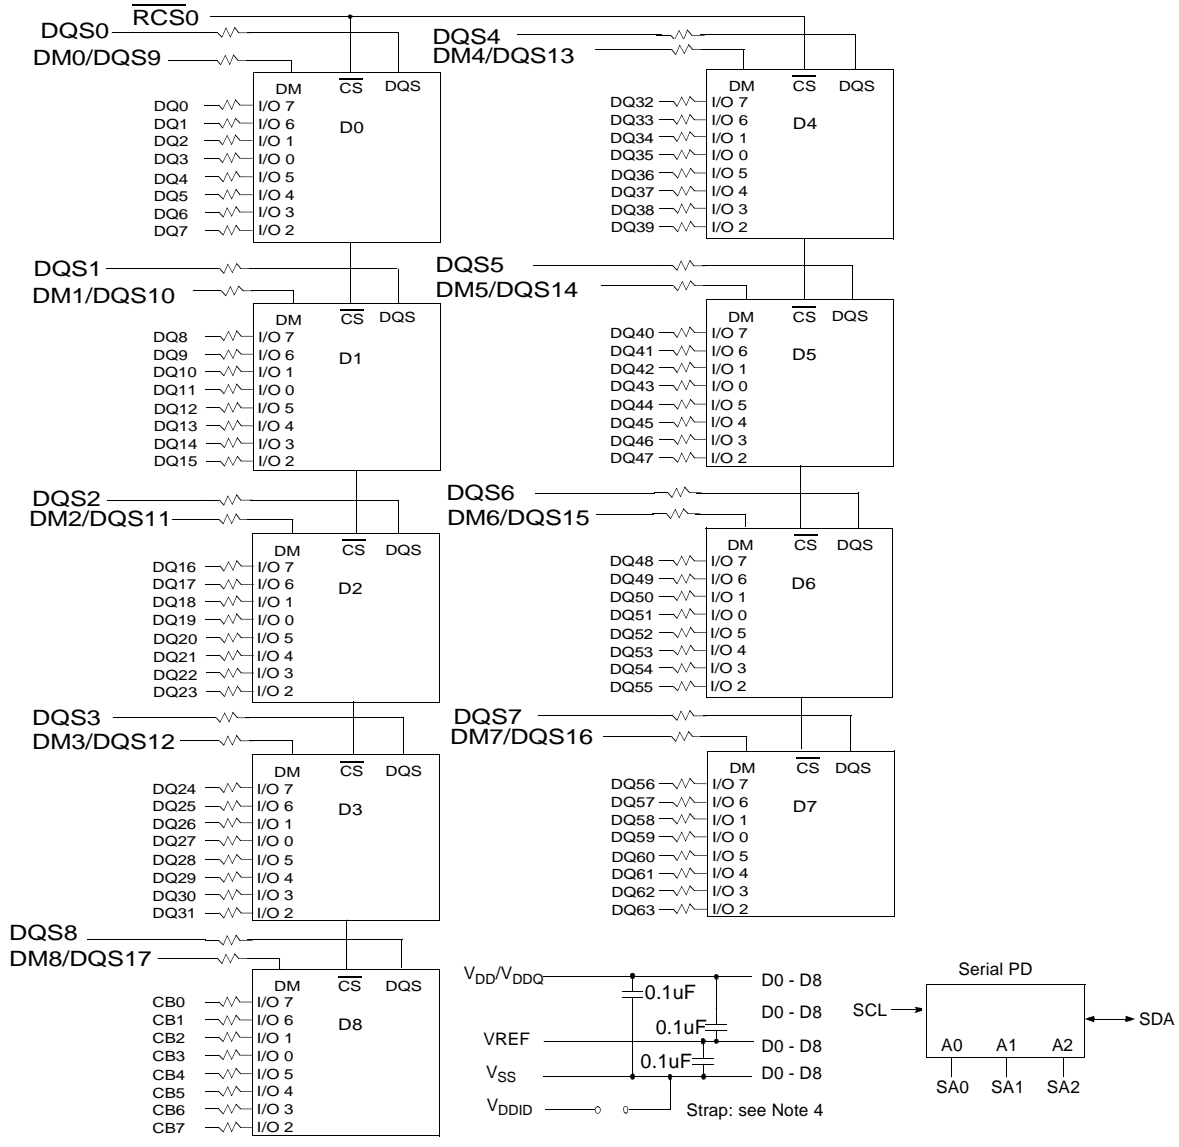 RCS0
DQS0
DM0/DQS9
DM CS DQS
D0
DQ0 I/O 7
DQ1 I/O 6
DQ2 I/O 1
DQ3 I/O 0
DQ4 I/O 5
DQ5 I/O 4
DQ6 I/O 3
DQ7 I/O 2
DQS1
DM1/DQS10
DM CS DQS
D1
DQ8 I/O 7
DQ9 I/O 6
DQ10 I/O 1
DQ11 I/O 0
DQ12 I/O 5
DQ13 I/O 4
DQ14 I/O 3
DQ15 I/O 2
DQS2
DM2/DQS11
DM CS DQS
D2
DQ16 I/O 7
DQ17 I/O 6
DQ18 I/O 1
DQ19 I/O 0
DQ20 I/O 5
DQ21 I/O 4
DQ22 I/O 3
DQ23 I/O 2
DQS3
DM3/DQS12
DM CS DQS
D3
DQ24 I/O 7
DQ25 I/O 6
DQ26 I/O 1
DQ27 I/O 0
DQ28 I/O 5
DQ29 I/O 4
DQ30 I/O 3
DQ31 I/O 2
DQS8
DM8/DQS17
DM CS DQS
D8
CB0 I/O 7
CB1 I/O 6
CB2 I/O 1
CB3 I/O 0
CB4 I/O 5
CB5 I/O 4
CB6 I/O 3
CB7 I/O 2
DQS4
DM4/DQS13
DM CS DQS
D4
DQ32 I/O 7
DQ33 I/O 6
DQ34 I/O 1
DQ35 I/O 0
DQ36 I/O 5
DQ37 I/O 4
DQ38 I/O 3
DQ39 I/O 2
DQS5
DM5/DQS14
DM CS DQS
D5
DQ40 I/O 7
DQ41 I/O 6
DQ42 I/O 1
DQ43 I/O 0
DQ44 I/O 5
DQ45 I/O 4
DQ46 I/O 3
DQ47 I/O 2
DQS6
DM6/DQS15
DM CS DQS
D6
DQ48 I/O 7
DQ49 I/O 6
DQ50 I/O 1
DQ51 I/O 0
DQ52 I/O 5
DQ53 I/O 4
DQ54 I/O 3
DQ55 I/O 2
DQS7
DM7/DQS16
DM CS DQS
D7
DQ56 I/O 7
DQ57 I/O 6
DQ58 I/O 1
DQ59 I/O 0
DQ60 I/O 5
DQ61 I/O 4
DQ62 I/O 3
DQ63 I/O 2
VDD/VDDQ D0 - D8
0.1uF
D0 - D8
0.1uF
VREF D0 - D8
0.1uF
VSS D0 - D8
VDDID Strap: see Note 4
Serial PD
SCL SDA
A0 A1 A2
SA0 SA1 SA2